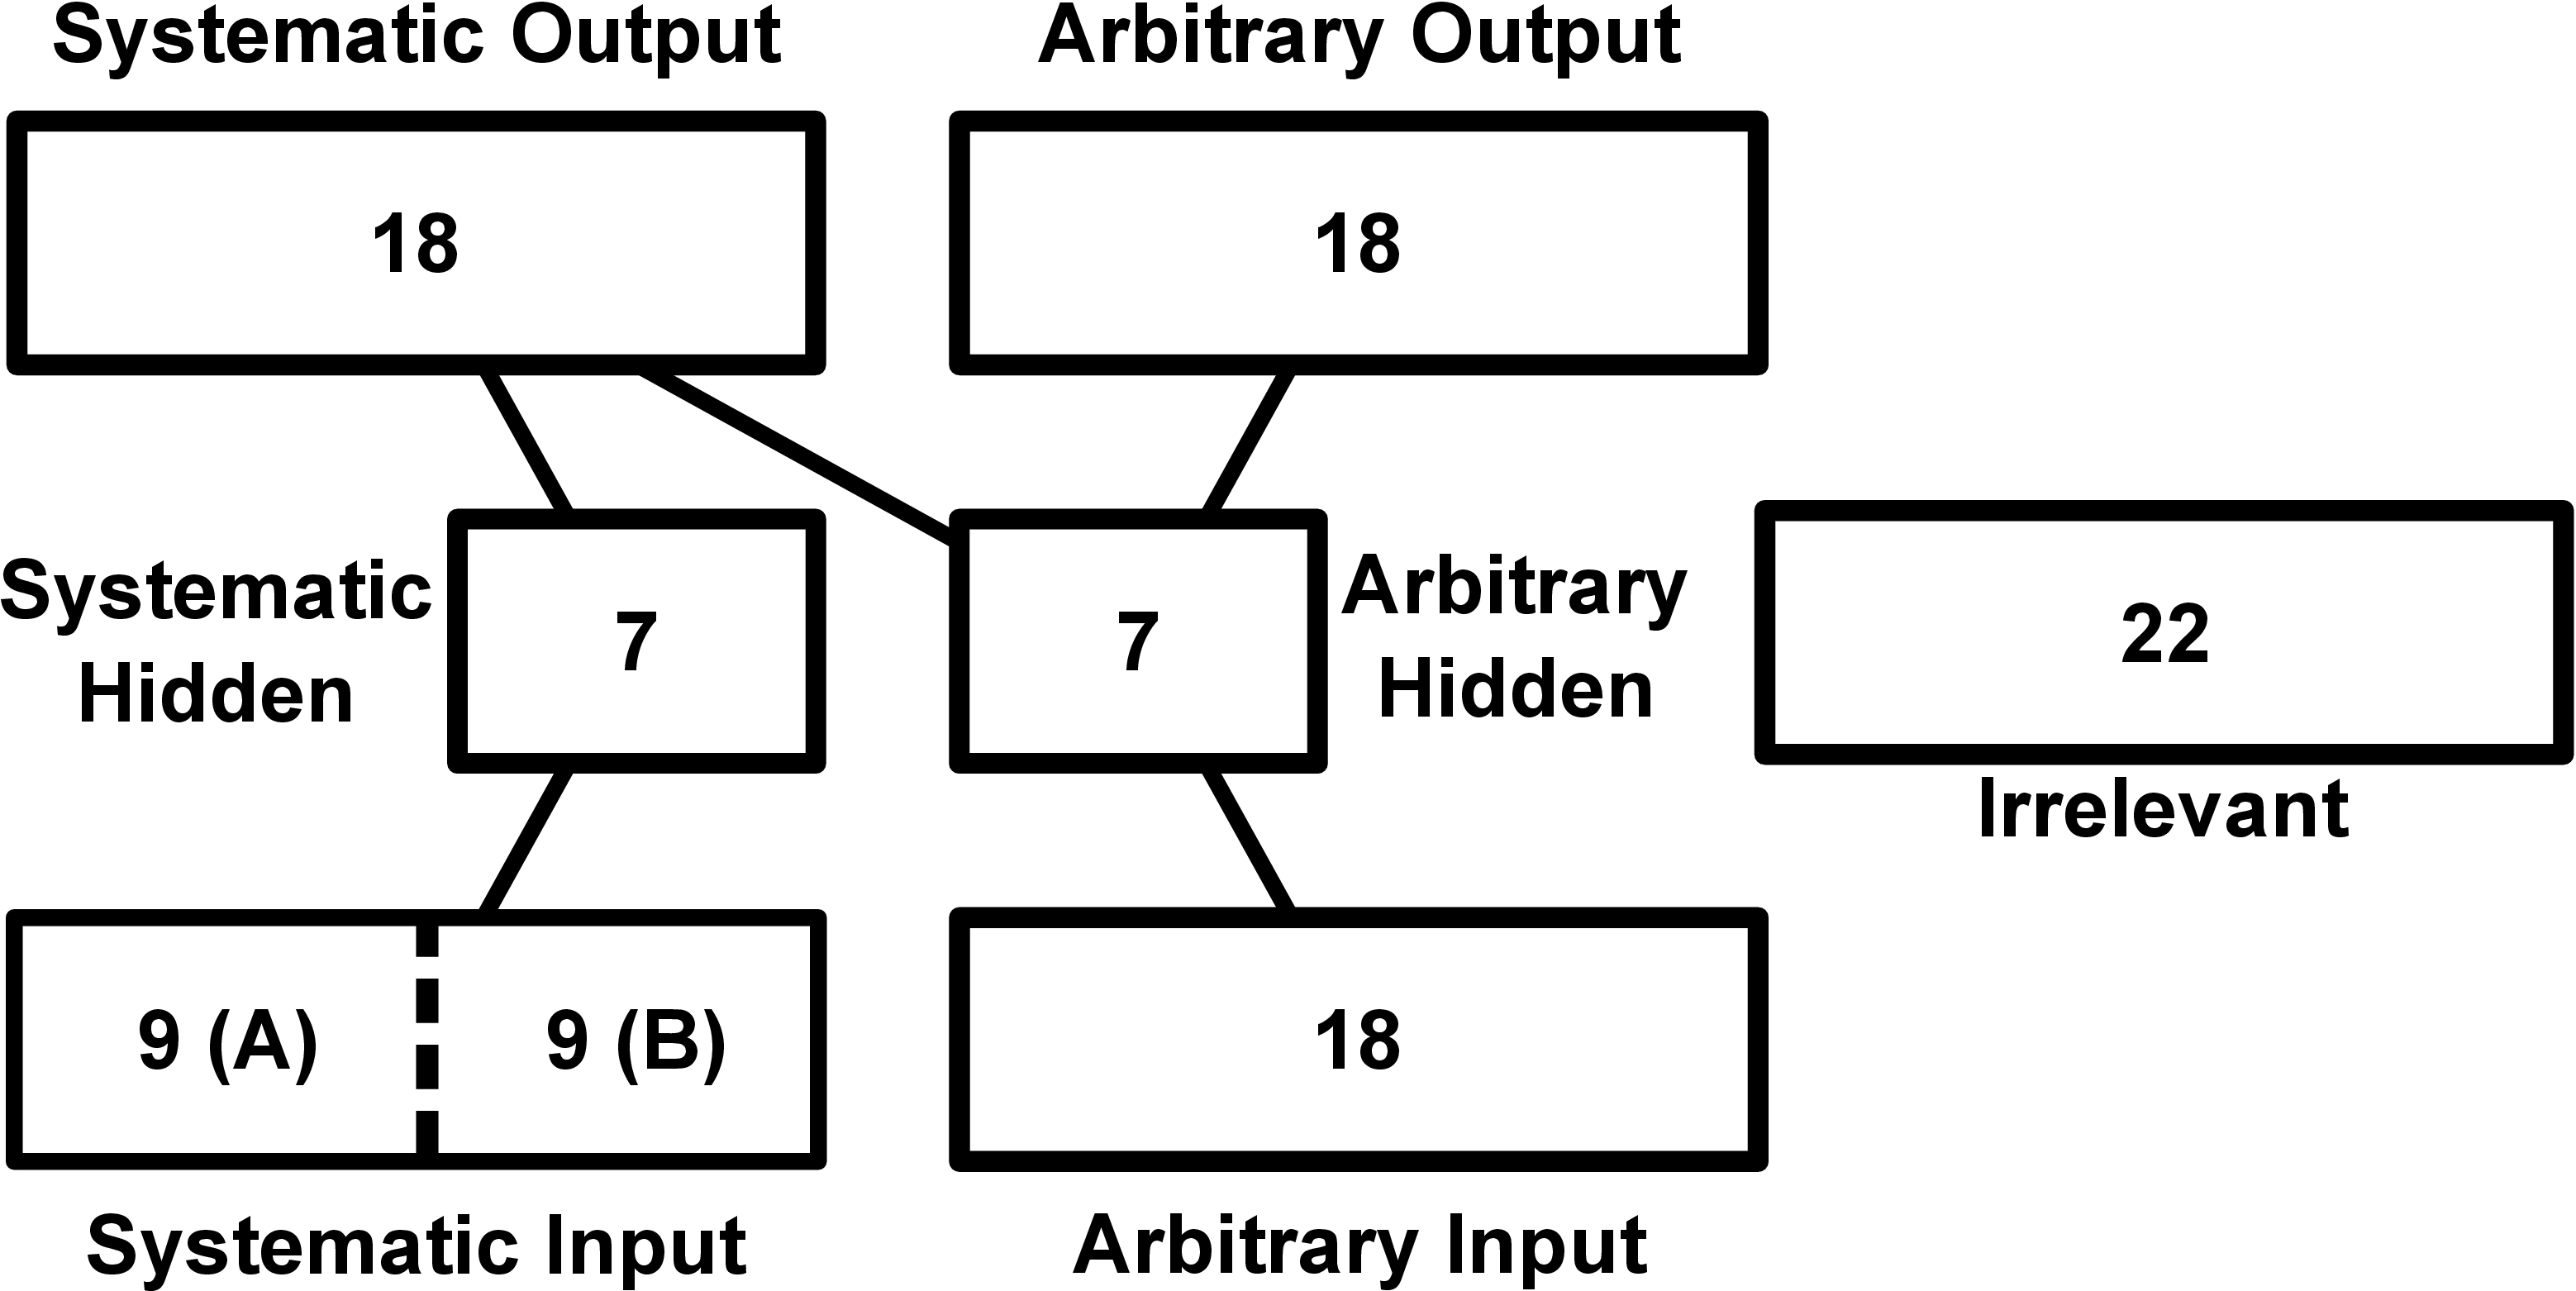 Systematic Output
Arbitrary Output
18
18
Systematic
Hidden
7
7
Arbitrary
Hidden
22
Irrelevant
9 (A)
9 (B)
18
Systematic Input
Arbitrary Input